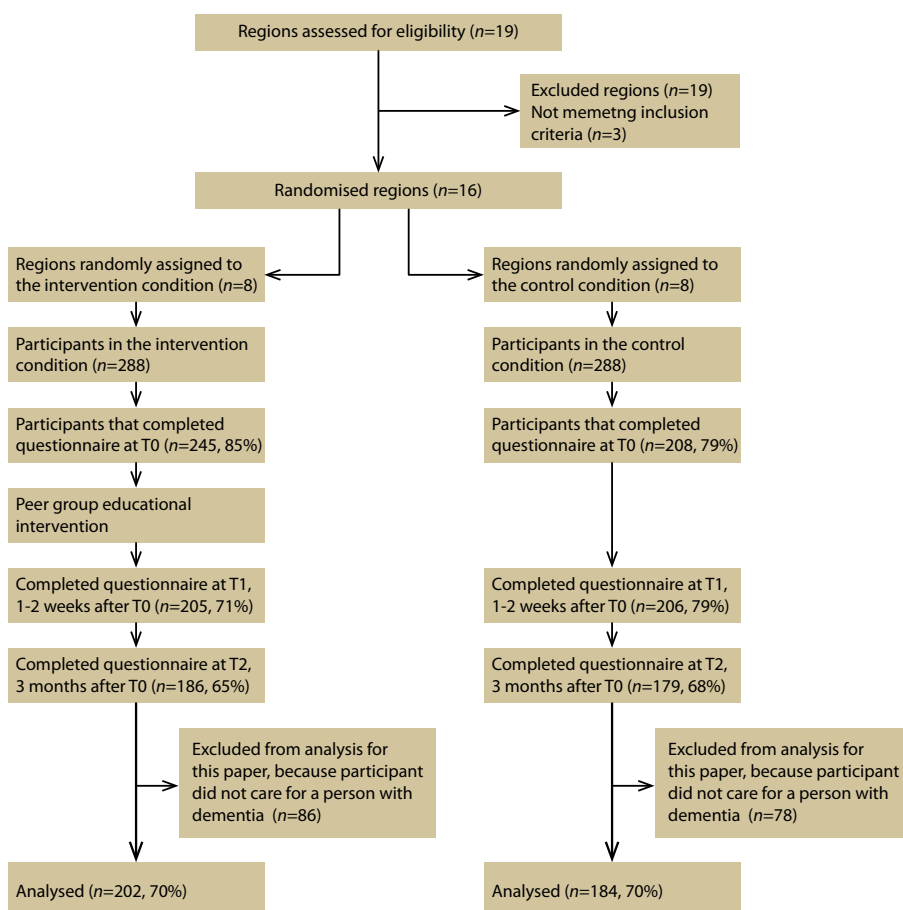 Regions assessed for eligibility (n=19)
Excluded regions (n=19)
Not memetng inclusion
criteria (n=3)
Randomised regions (n=16)
Regions randomly assigned to
the intervention condition (n=8)
Participants in the intervention
condition (n=288)
Participants that completed
questionnaire at T0 (n=245, 85%)
Peer group educational
intervention
Completed questionnaire at T1,
1-2 weeks after T0 (n=205, 71%)
Completed questionnaire at T2,
3 months after T0 (n=186, 65%)
Excluded from analysis for
this paper, because participant
did not care for a person with
dementia (n=86)
Analysed (n=202, 70%)
Regions randomly assigned to
the control condition (n=8)
Participants in the control
condition (n=288)
Participants that completed
questionnaire at T0 (n=208, 79%)
Completed questionnaire at T1,
1-2 weeks after T0 (n=206, 79%)
Completed questionnaire at T2,
3 months after T0 (n=179, 68%)
Excluded from analysis for
this paper, because participant
did not care for a person with
dementia (n=78)
Analysed (n=184, 70%)